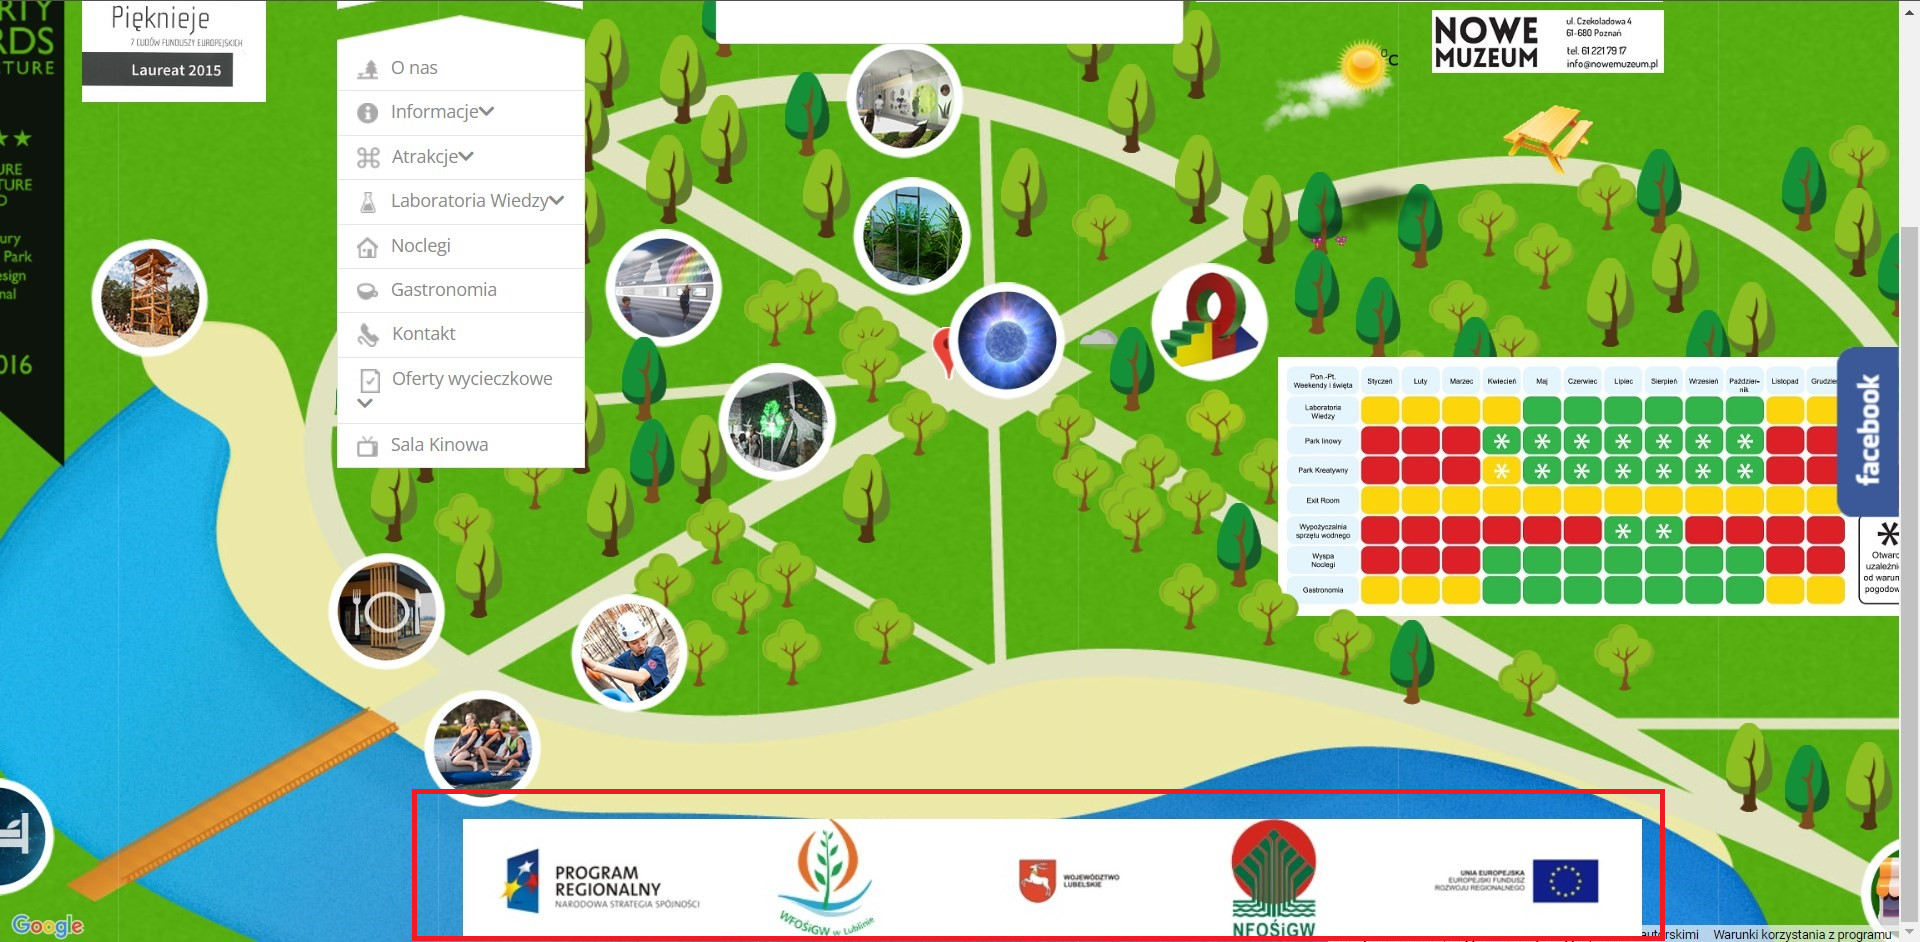 RTY
RDS
CTURE
URE
TURE
D
ury
Park
esign
nal
016
Pięknieje
7 CUDÓW FUNDUSZY EUROPEJSKICH
Laureat 2015
O nas
Informacje
Atrakcje
Laboratoria Wiedzy
Noclegi
Gastronomia
Kontakt
Oferty wycieczkowe
Sala Kinowa
°C
NOWE
MUZEUM
ul. Czekoladowa 4
61-680 Poznań
tel. 61 221 79 17
info@nowemuzeum.pl
Pon.-Pt. Styczeń Luty Marzec Kwiecień Maj Czerwiec Lipiec Sierpień Wrzesień Paździer- Listopad Grudzie
Weekendy i święta nik
Laboratoria
Wiedzy
Park linowy
Park Kreatywny
Exit Room
Wypożyczalnia
sprzętu wodnego
Wyspa
Noclegi
Gastronomia
facebook
Otwarc
uzależni
od warun
pogodow
PROGRAM
REGIONALNY
NARODOWA STRATEGIA SPÓJNOŚCI
WFOŚiGW w Lublinie
WOJEWÓDZTWO
LUBELSKIE
NFOŚiGW
UNIA EUROPEJSKA
EUROPEJSKI FUNDUSZ
ROZWOJU REGIONALNEGO
Google
autorskimi Warunki korzystania z programu